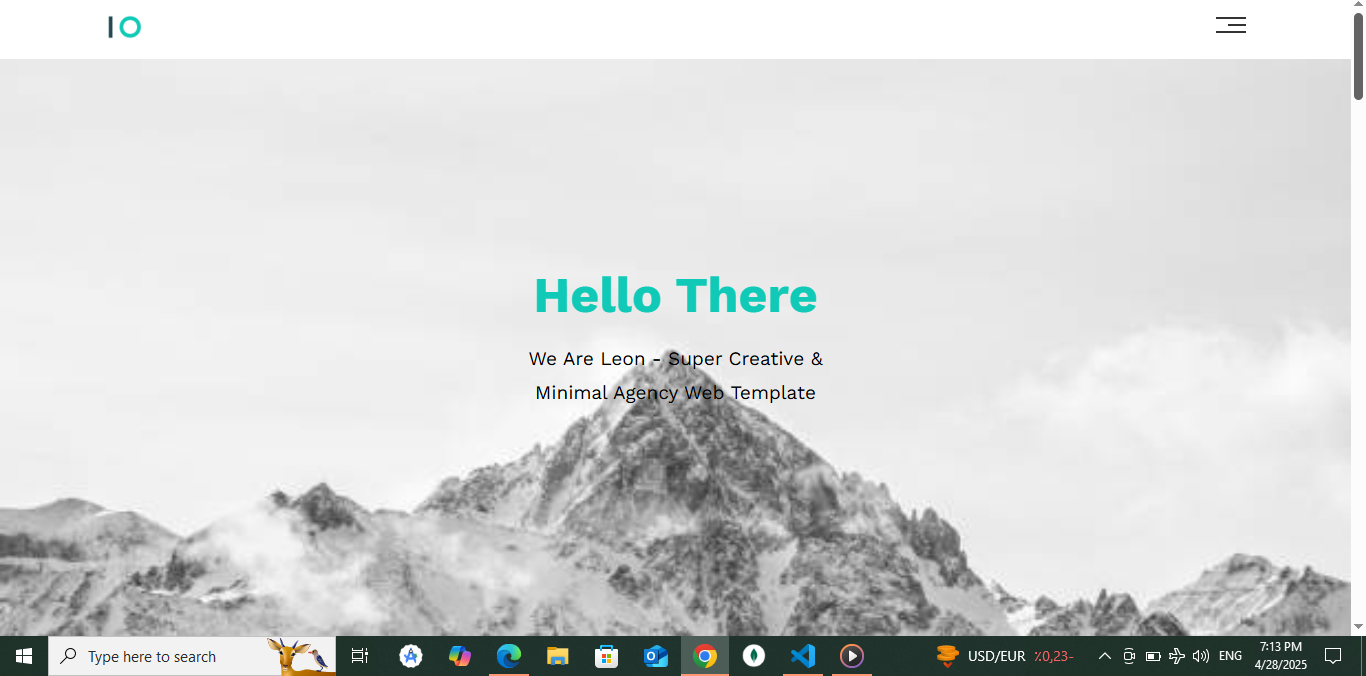 IO
Hello There
We Are Leon - Super Creative &
Minimal Agency Web Template
Type here to search
USD/EUR ٪0,23-
ENG
7:13 PM
4/28/2025